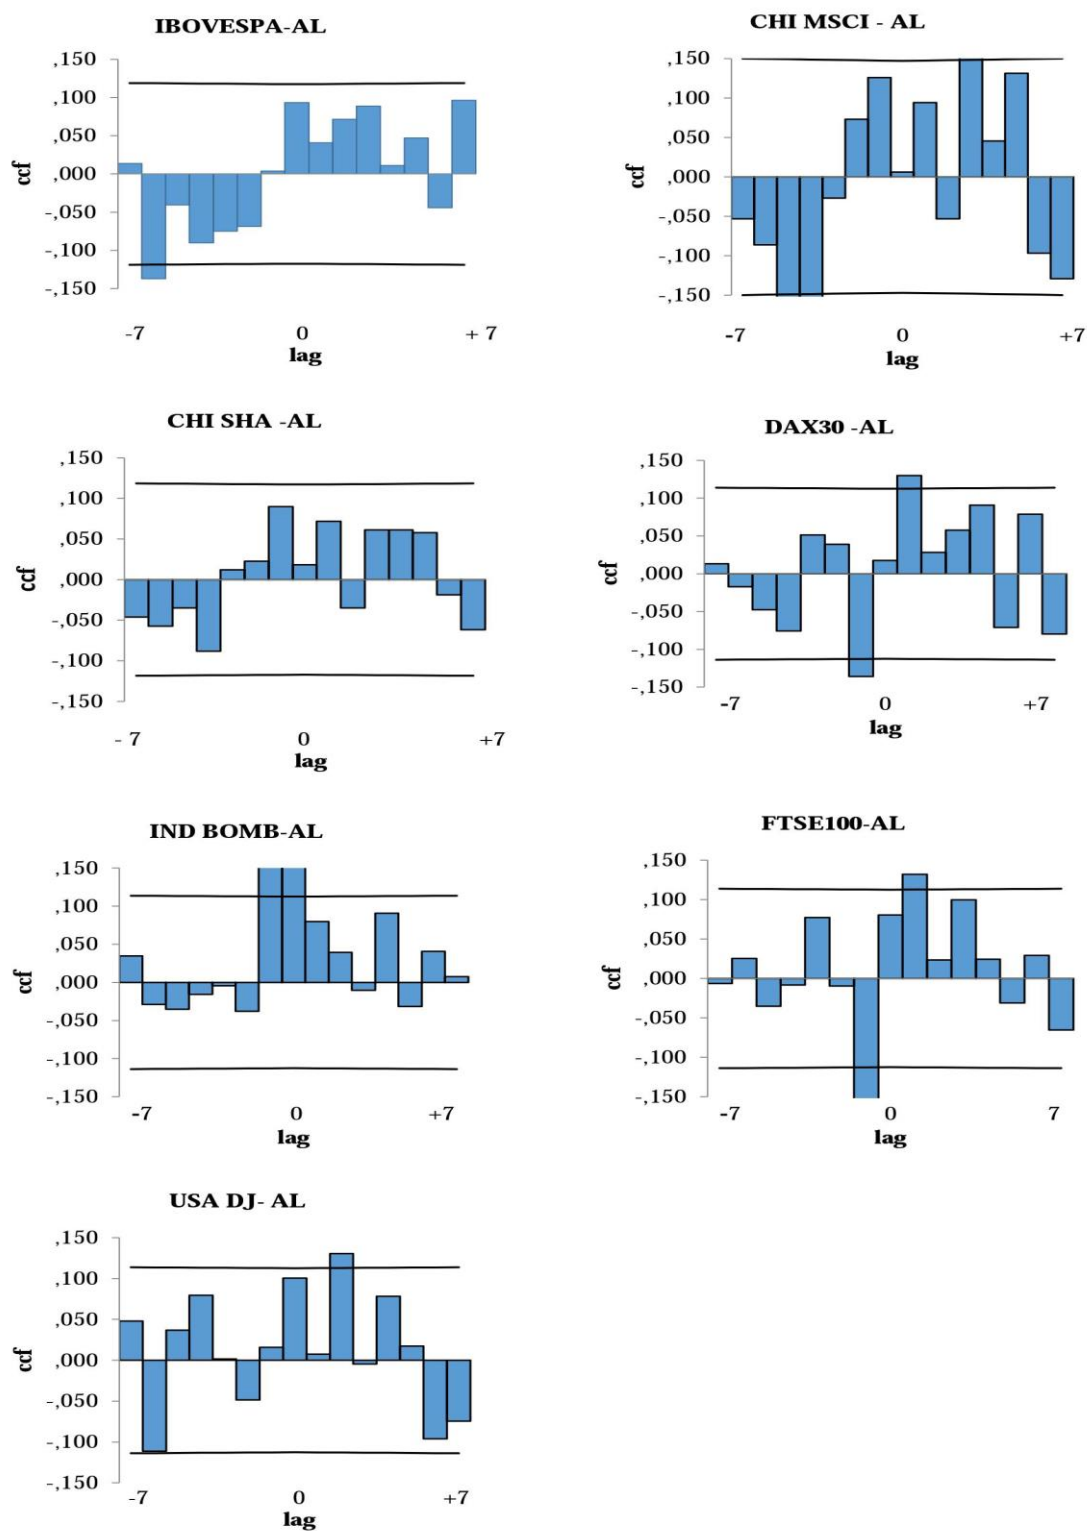 IBOVESPA-AL
,150
,100
,050
,000
-,050
-,100
-,150
ccf
-7 0 + 7
lag
CHI MSCI - AL
,150
,100
,050
,000
-,050
-,100
-,150
ccf
-7 0 +7
lag
CHI SHA -AL
,150
,100
,050
,000
-,050
-,100
-,150
ccf
- 7 0 +7
lag
DAX30 -AL
,150
,100
,050
,000
-,050
-,100
-,150
ccf
-7 0 +7
lag
IND BOMB-AL
,150
,100
,050
,000
-,050
-,100
-,150
ccf
-7 0 +7
lag
FTSE100-AL
,150
,100
,050
,000
-,050
-,100
-,150
ccf
-7 0 7
lag
USA DJ- AL
,150
,100
,050
,000
-,050
-,100
-,150
ccf
-7 0 +7
lag